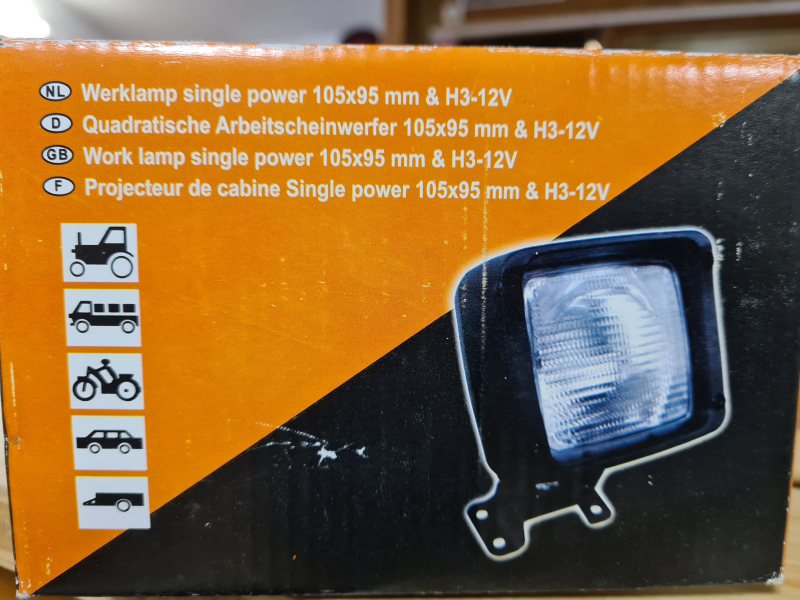 NL Werklamp single power 105x95 mm & H3-12V
D Quadratische Arbeitscheinwerfer 105x95 mm & H3-12V
GB Work lamp single power 105x95 mm & H3-12V
F Projecteur de cabine Single power 105x95 mm & H3-12V